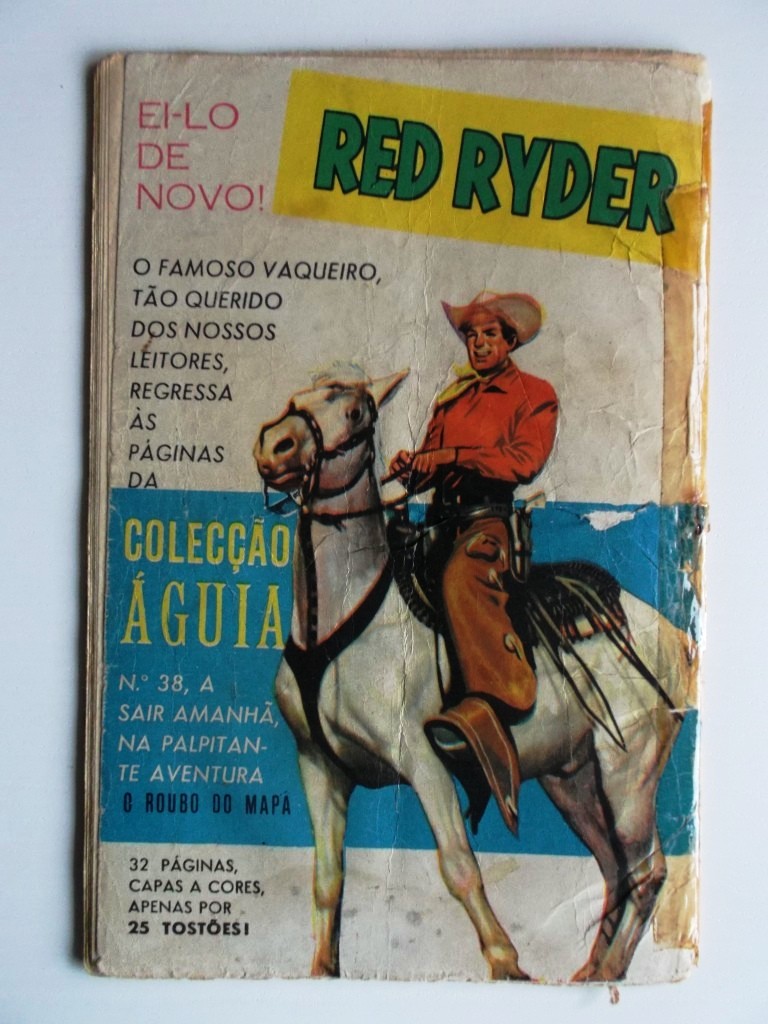 EI-LO
DE
NOVO!
RED RYDER
O FAMOSO VAQUEIRO,
TÃO QUERIDO
DOS NOSSOS
LEITORES,
REGRESSA
ÀS
PÁGINAS
DA
COLECÇÃO
ÁGUIA
N.º 38, A
SAIR AMANHÃ,
NA PALPITAN-
TE AVENTURA
O ROUBO DO MAPA
32 PÁGINAS,
CAPAS A CORES,
APENAS POR
25 TOSTÕES!